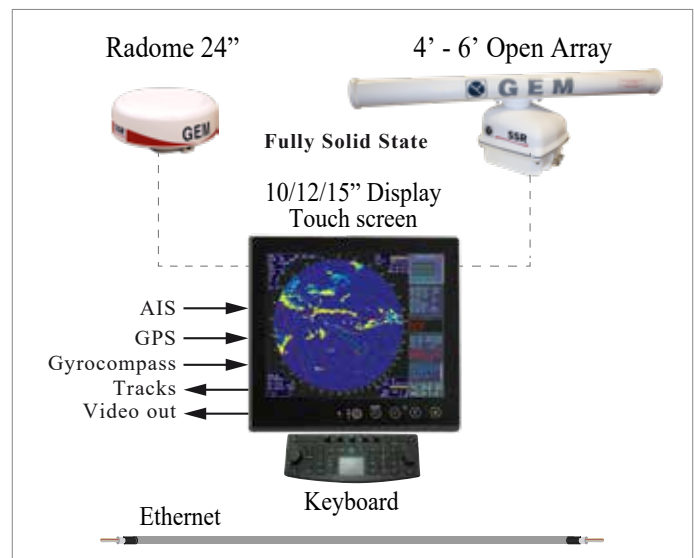 Radome 24”
4’ - 6’ Open Array
GEM
GEM
SSR
Fully Solid State
10/12/15” Display
Touch screen
AIS
GPS
Gyrocompass
Tracks
Video out
Keyboard
Ethernet